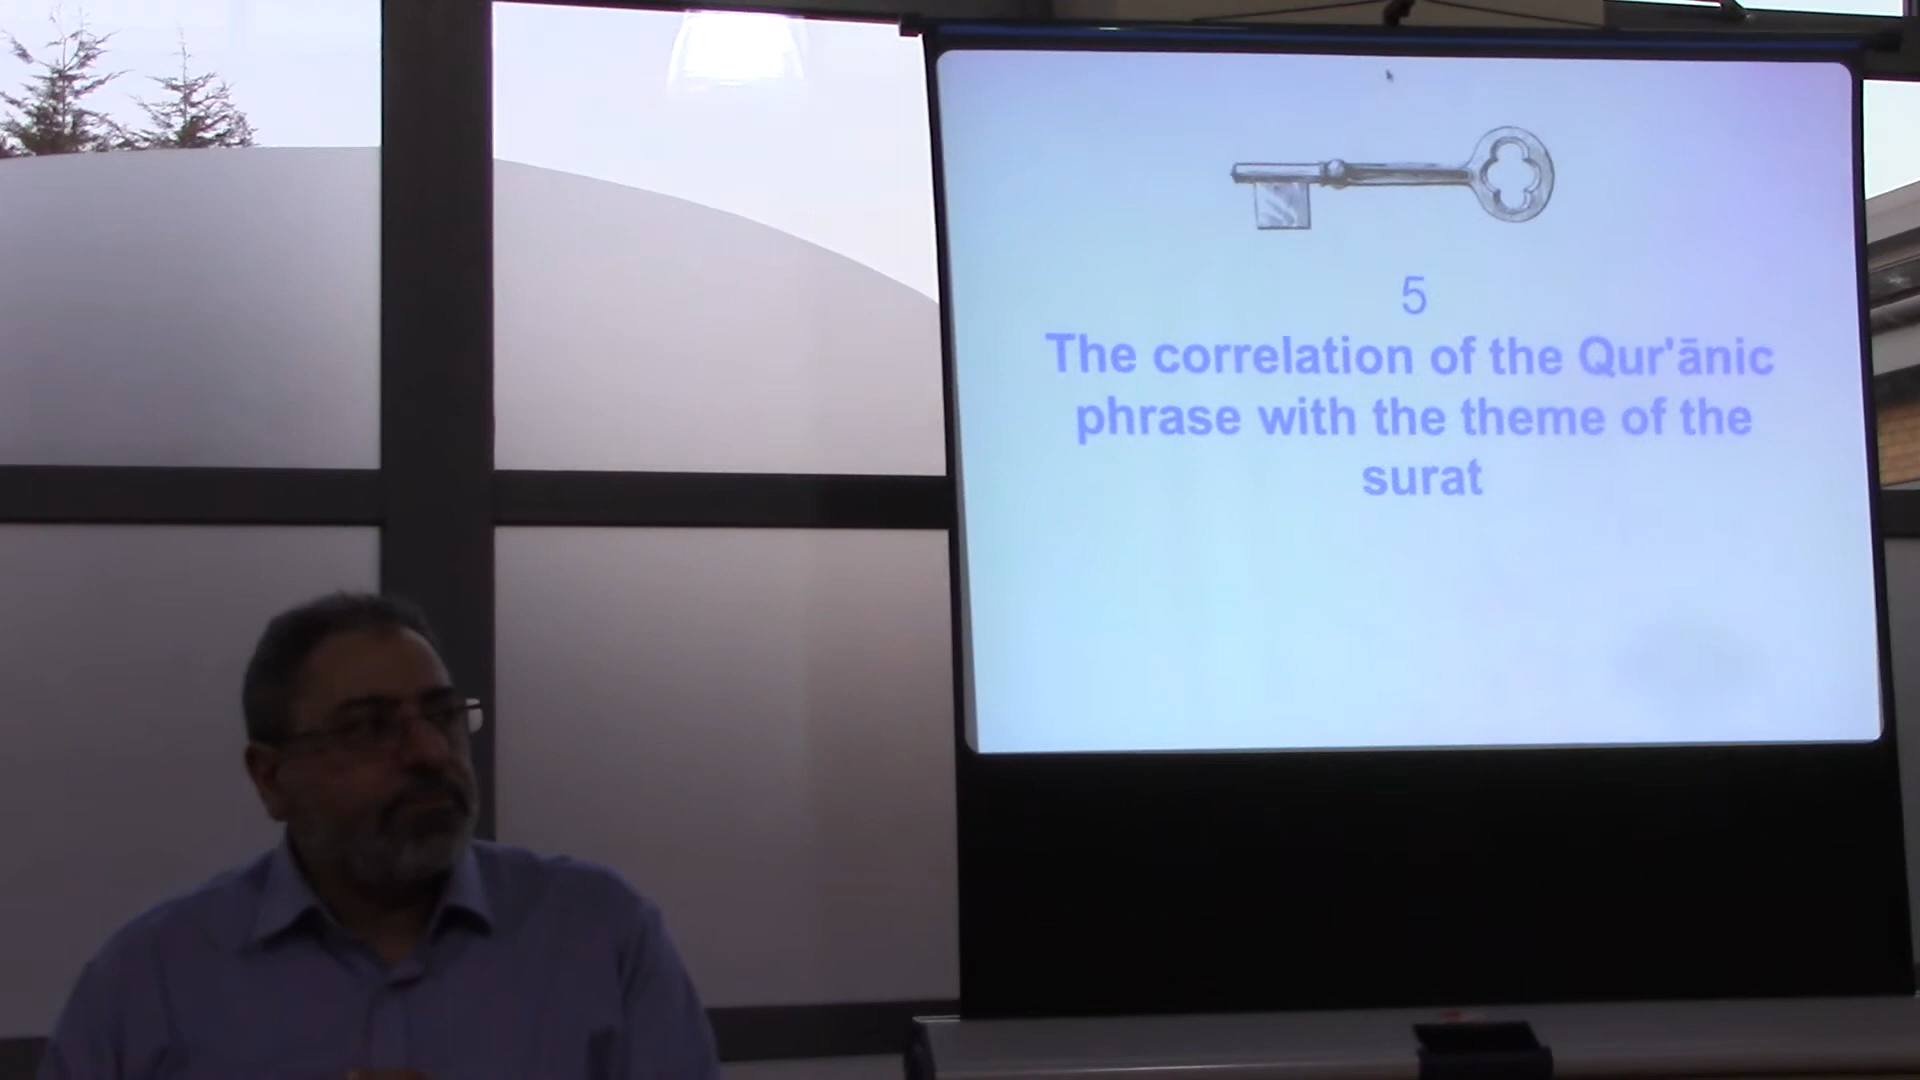 5
The correlation of the Qur'ānic
phrase with the theme of the
surat